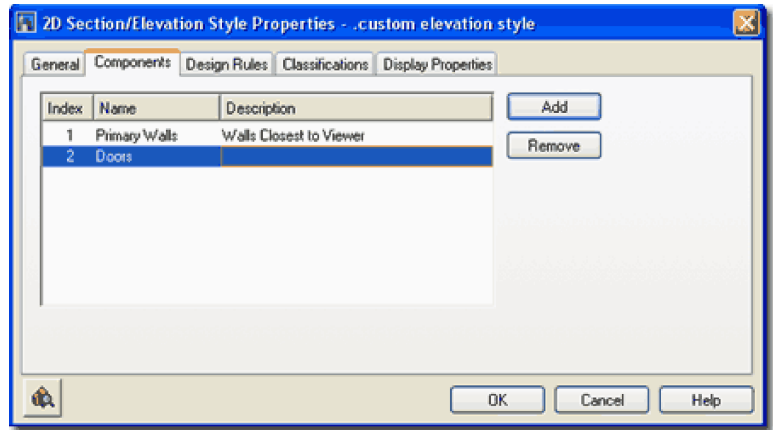 2D Section/Elevation Style Properties - .custom elevation style
General Components Design Rules Classifications Display Properties
Index Name Description
1 Primary Walls Walls Closest to Viewer
2 Doors
Add
Remove
OK Cancel Help